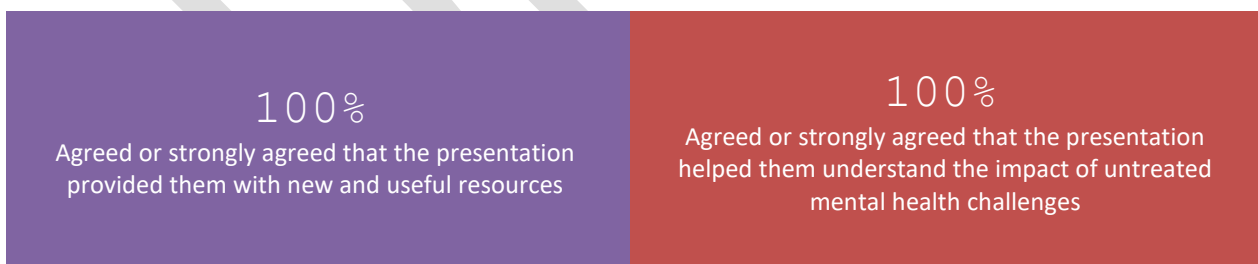 100%
Agreed or strongly agreed that the presentation
provided them with new and useful resources
100%
Agreed or strongly agreed that the presentation
helped them understand the impact of untreated
mental health challenges